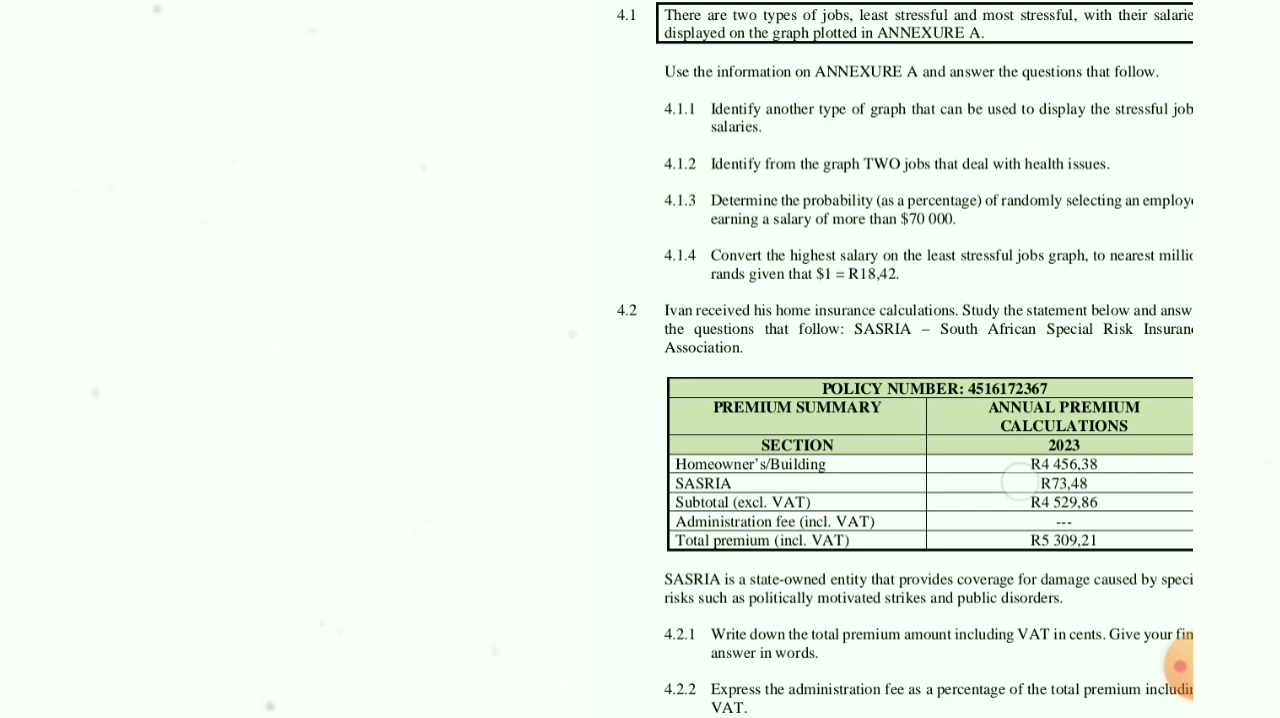 4.1 There are two types of jobs, least stressful and most stressful, with their salarie
displayed on the graph plotted in ANNEXURE A.
Use the information on ANNEXURE A and answer the questions that follow.
4.1.1 Identify another type of graph that can be used to display the stressful job
salaries.
4.1.2 Identify from the graph TWO jobs that deal with health issues.
4.1.3 Determine the probability (as a percentage) of randomly selecting an employ
earning a salary of more than $70 000.
4.1.4 Convert the highest salary on the least stressful jobs graph, to nearest millio
rands given that $1 = R18,42.
4.2 Ivan received his home insurance calculations. Study the statement below and answ
the questions that follow: SASRIA – South African Special Risk Insuran
Association.
POLICY NUMBER: 4516172367
PREMIUM SUMMARY ANNUAL PREMIUM
CALCULATIONS
SECTION 2023
Homeowner's/Building R4 456,38
SASRIA R73,48
Subtotal (excl. VAT) R4 529,86
Administration fee (incl. VAT) ---
Total premium (incl. VAT) R5 309,21
SASRIA is a state-owned entity that provides coverage for damage caused by speci
risks such as politically motivated strikes and public disorders.
4.2.1 Write down the total premium amount including VAT in cents. Give your fin
answer in words.
4.2.2 Express the administration fee as a percentage of the total premium includin
VAT.